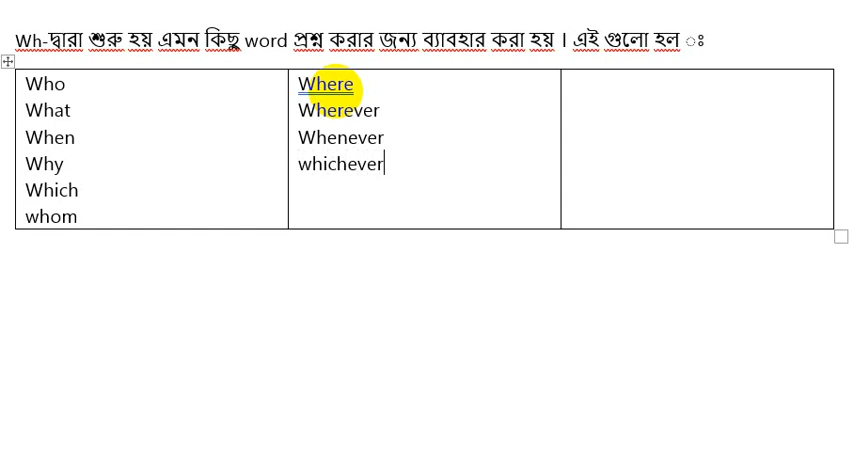 Wh-দ্বারা শুরু হয় এমন কিছু word প্রশ্ন করার জন্য ব্যাবহার করা হয় । এই গুলো হল ঃ
Who
What
When
Why
Which
whom
Where
Wherever
Whenever
whichever